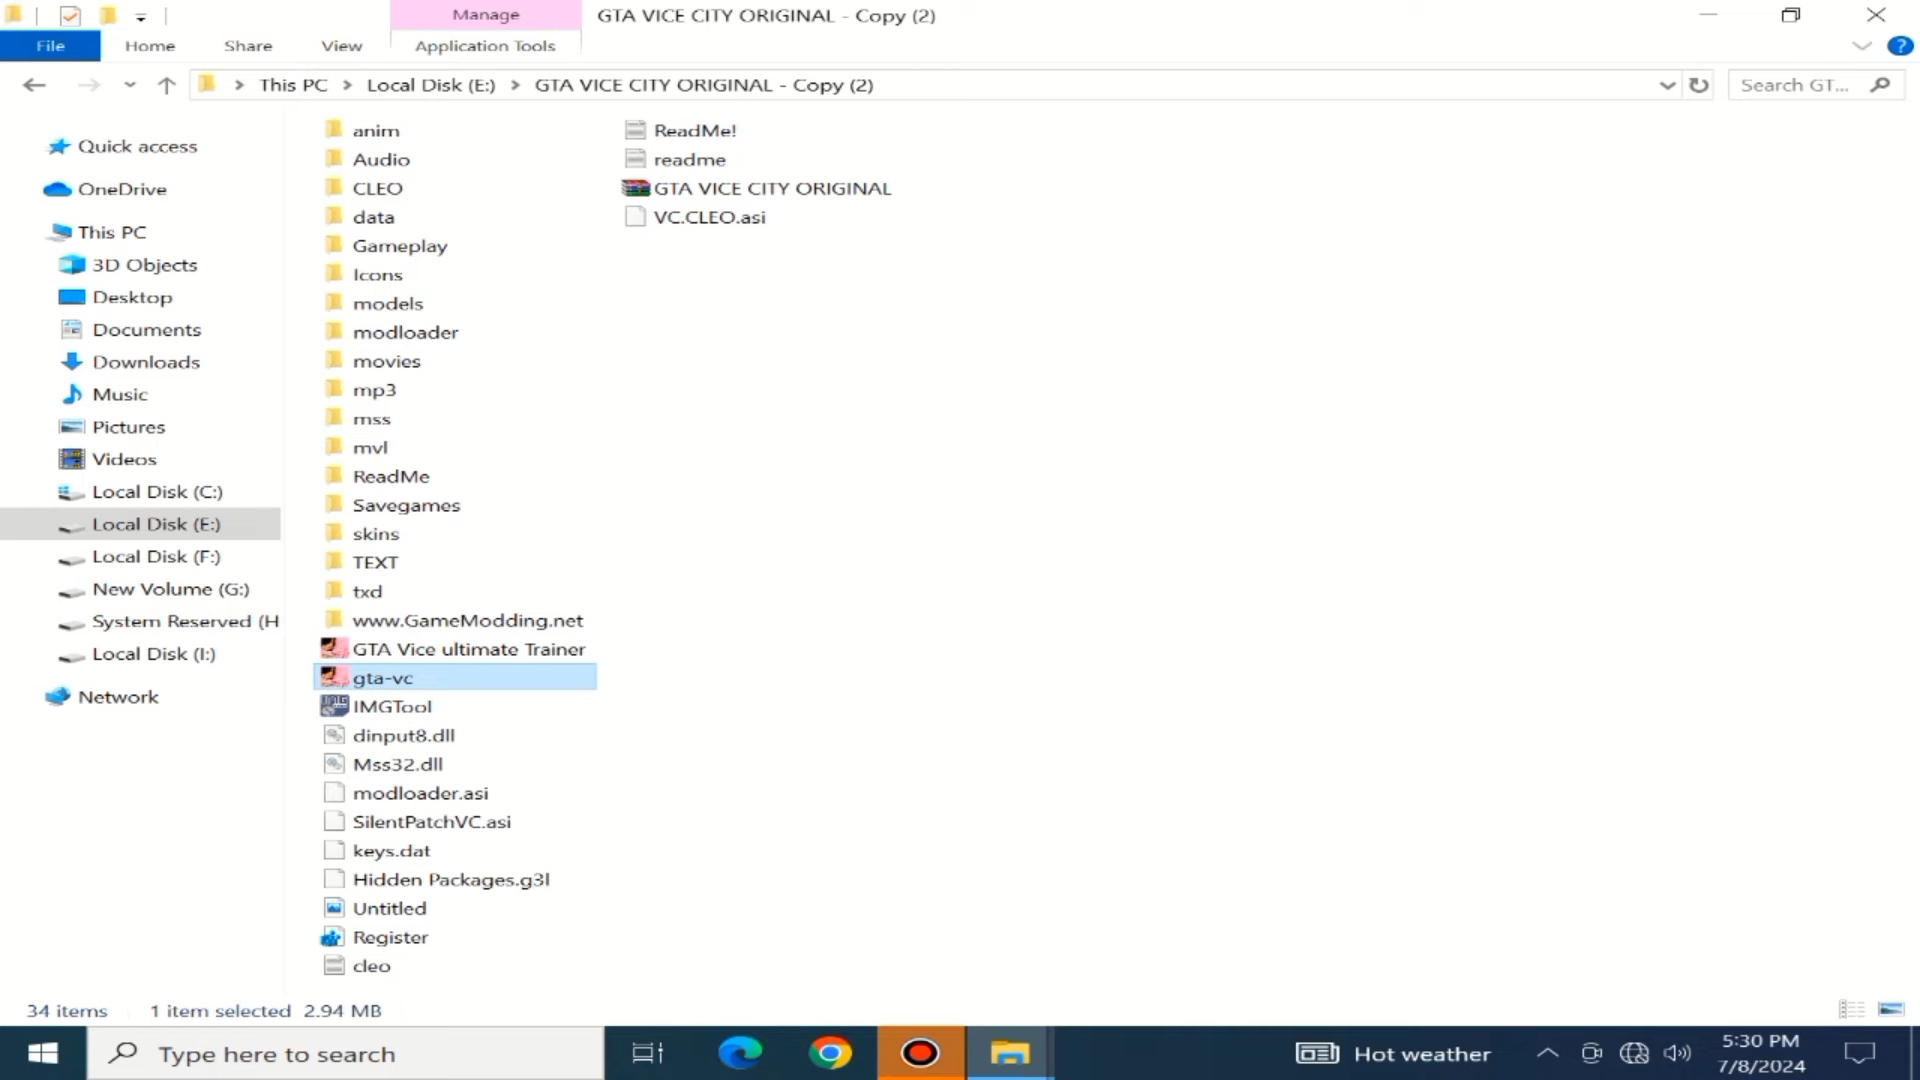 Manage
GTA VICE CITY ORIGINAL - Copy (2)
File
Home
Share
View
Application Tools
?
This PC > Local Disk (E:) > GTA VICE CITY ORIGINAL - Copy (2)
Search GT...
Quick access
OneDrive
This PC
3D Objects
Desktop
Documents
Downloads
Music
Pictures
Videos
Local Disk (C:)
Local Disk (E:)
Local Disk (F:)
New Volume (G:)
System Reserved (H
Local Disk (I:)
Network
anim
Audio
CLEO
data
Gameplay
Icons
models
modloader
movies
mp3
mss
mvl
ReadMe
Savegames
skins
TEXT
txd
www.GameModding.net
GTA Vice ultimate Trainer
gta-vc
IMGTool
dinput8.dll
Mss32.dll
modloader.asi
SilentPatchVC.asi
keys.dat
Hidden Packages.g3l
Untitled
Register
cleo
ReadMe!
readme
GTA VICE CITY ORIGINAL
VC.CLEO.asi
34 items
1 item selected 2.94 MB
Type here to search
Hot weather
5:30 PM
7/8/2024